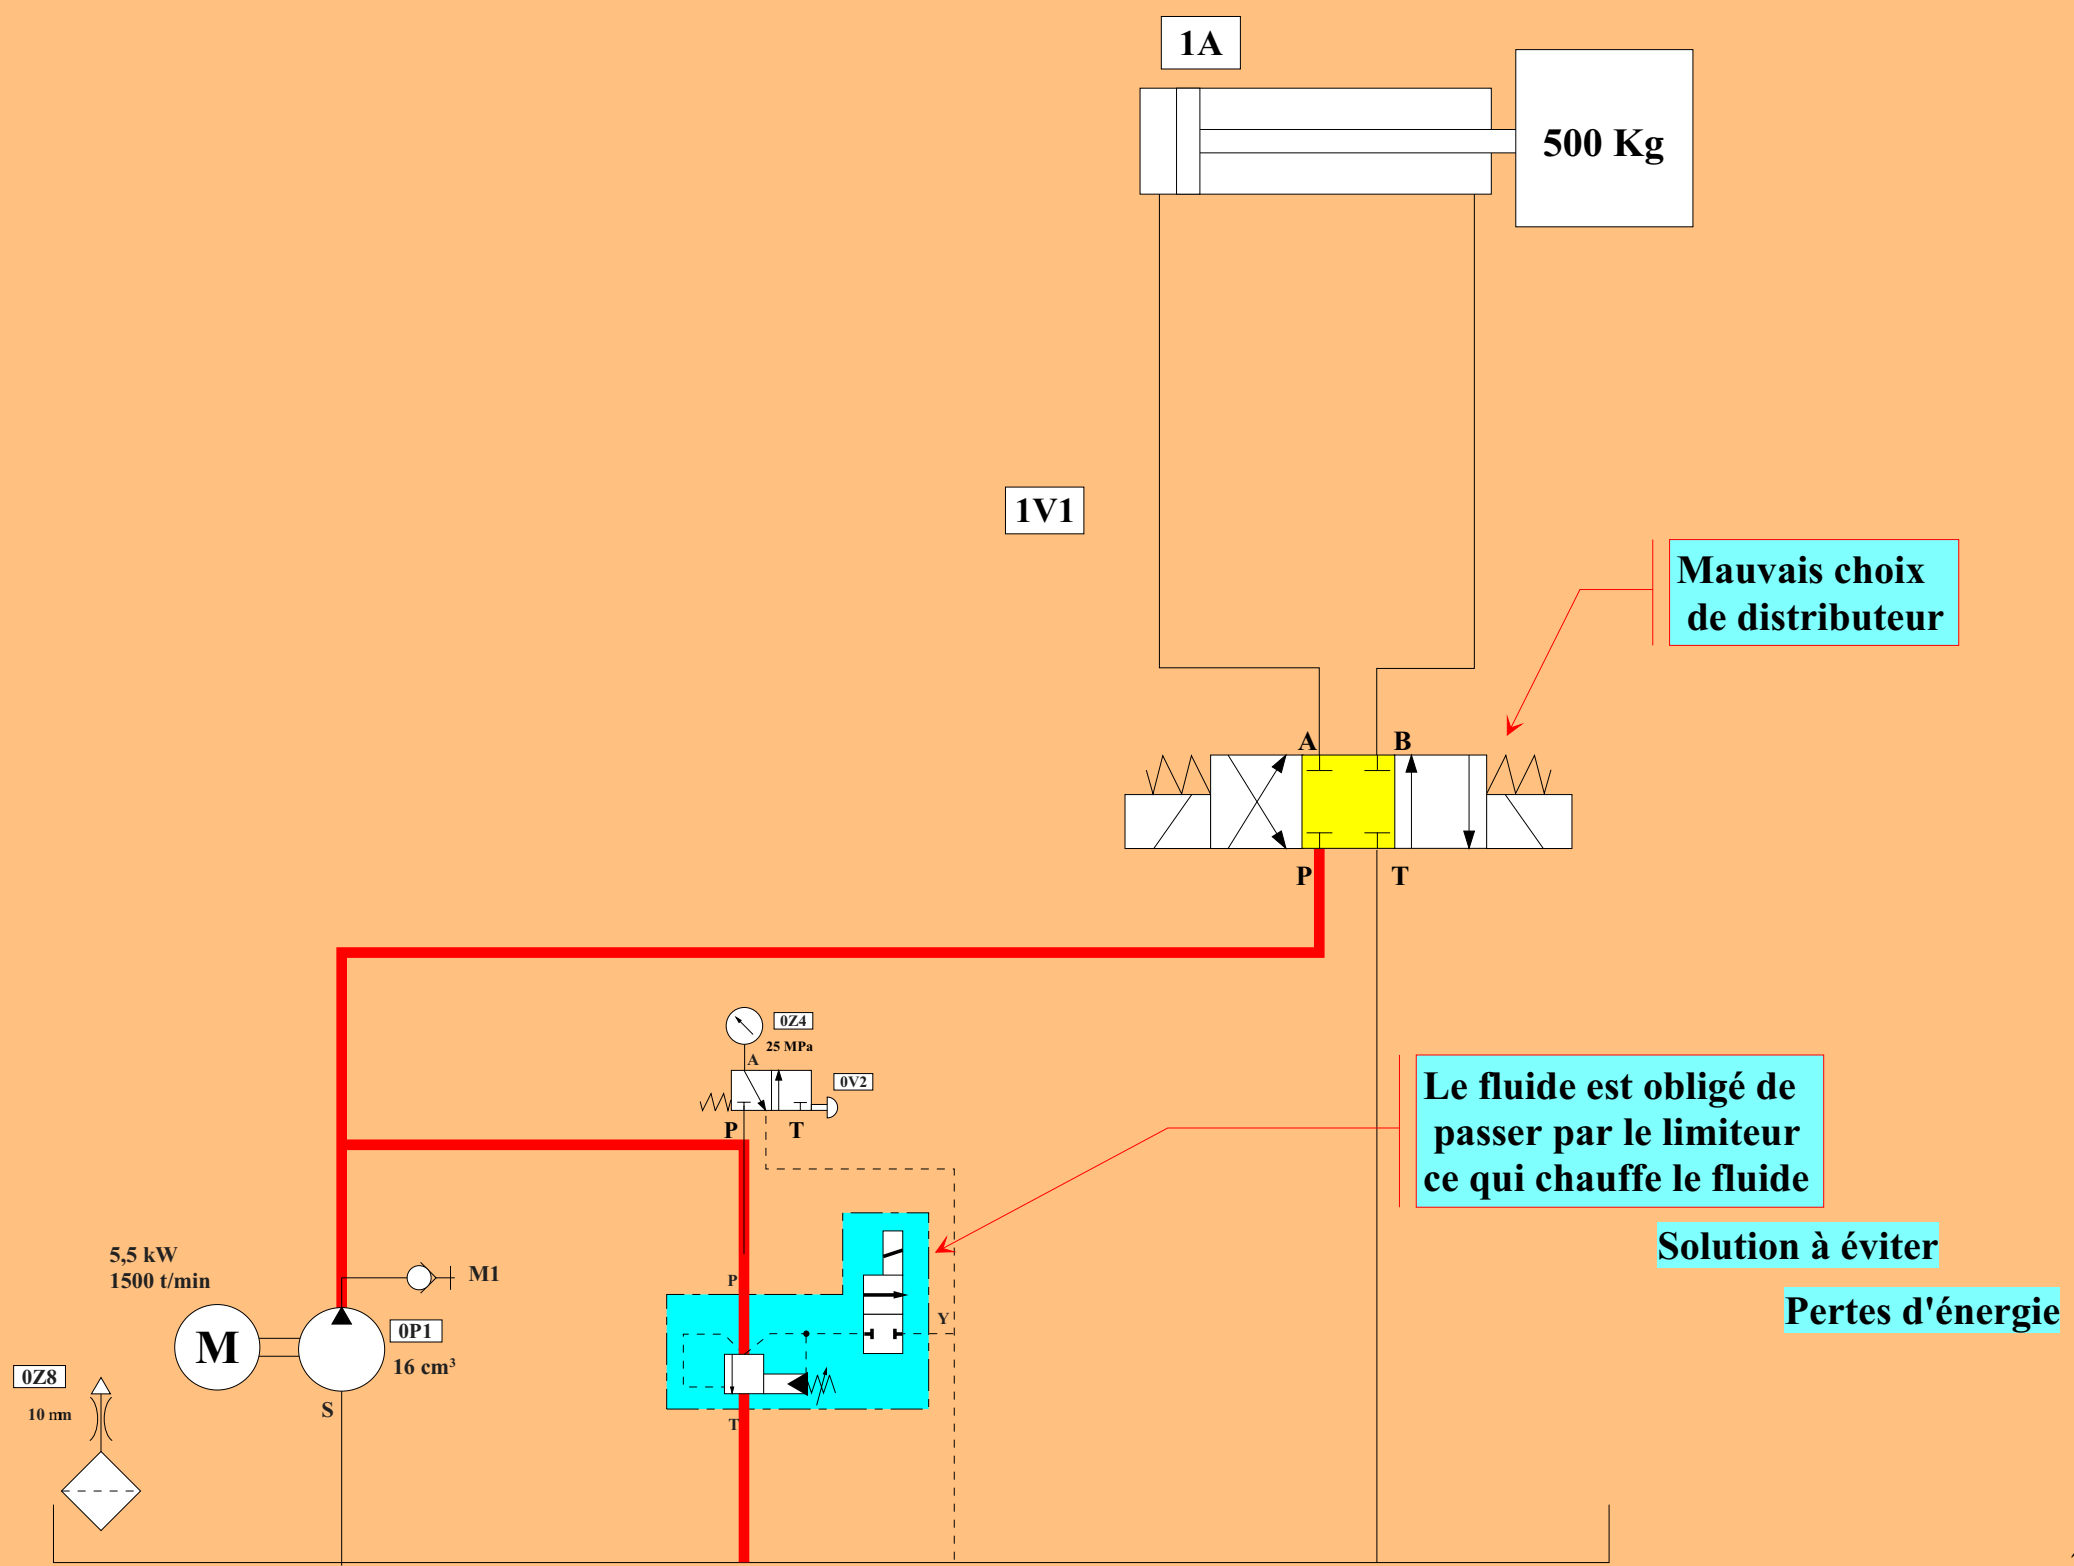 1A
500 Kg
1V1
Mauvais choix
de distributeur
A
B
P
T
0Z4
25 MPa
A
0V2
P
T
Le fluide est obligé de
passer par le limiteur
ce qui chauffe le fluide
Solution à éviter
Pertes d'énergie
5,5 kW
1500 t/min
M1
P
Y
M
0P1
16 cm³
0Z8
10 mm
S
T